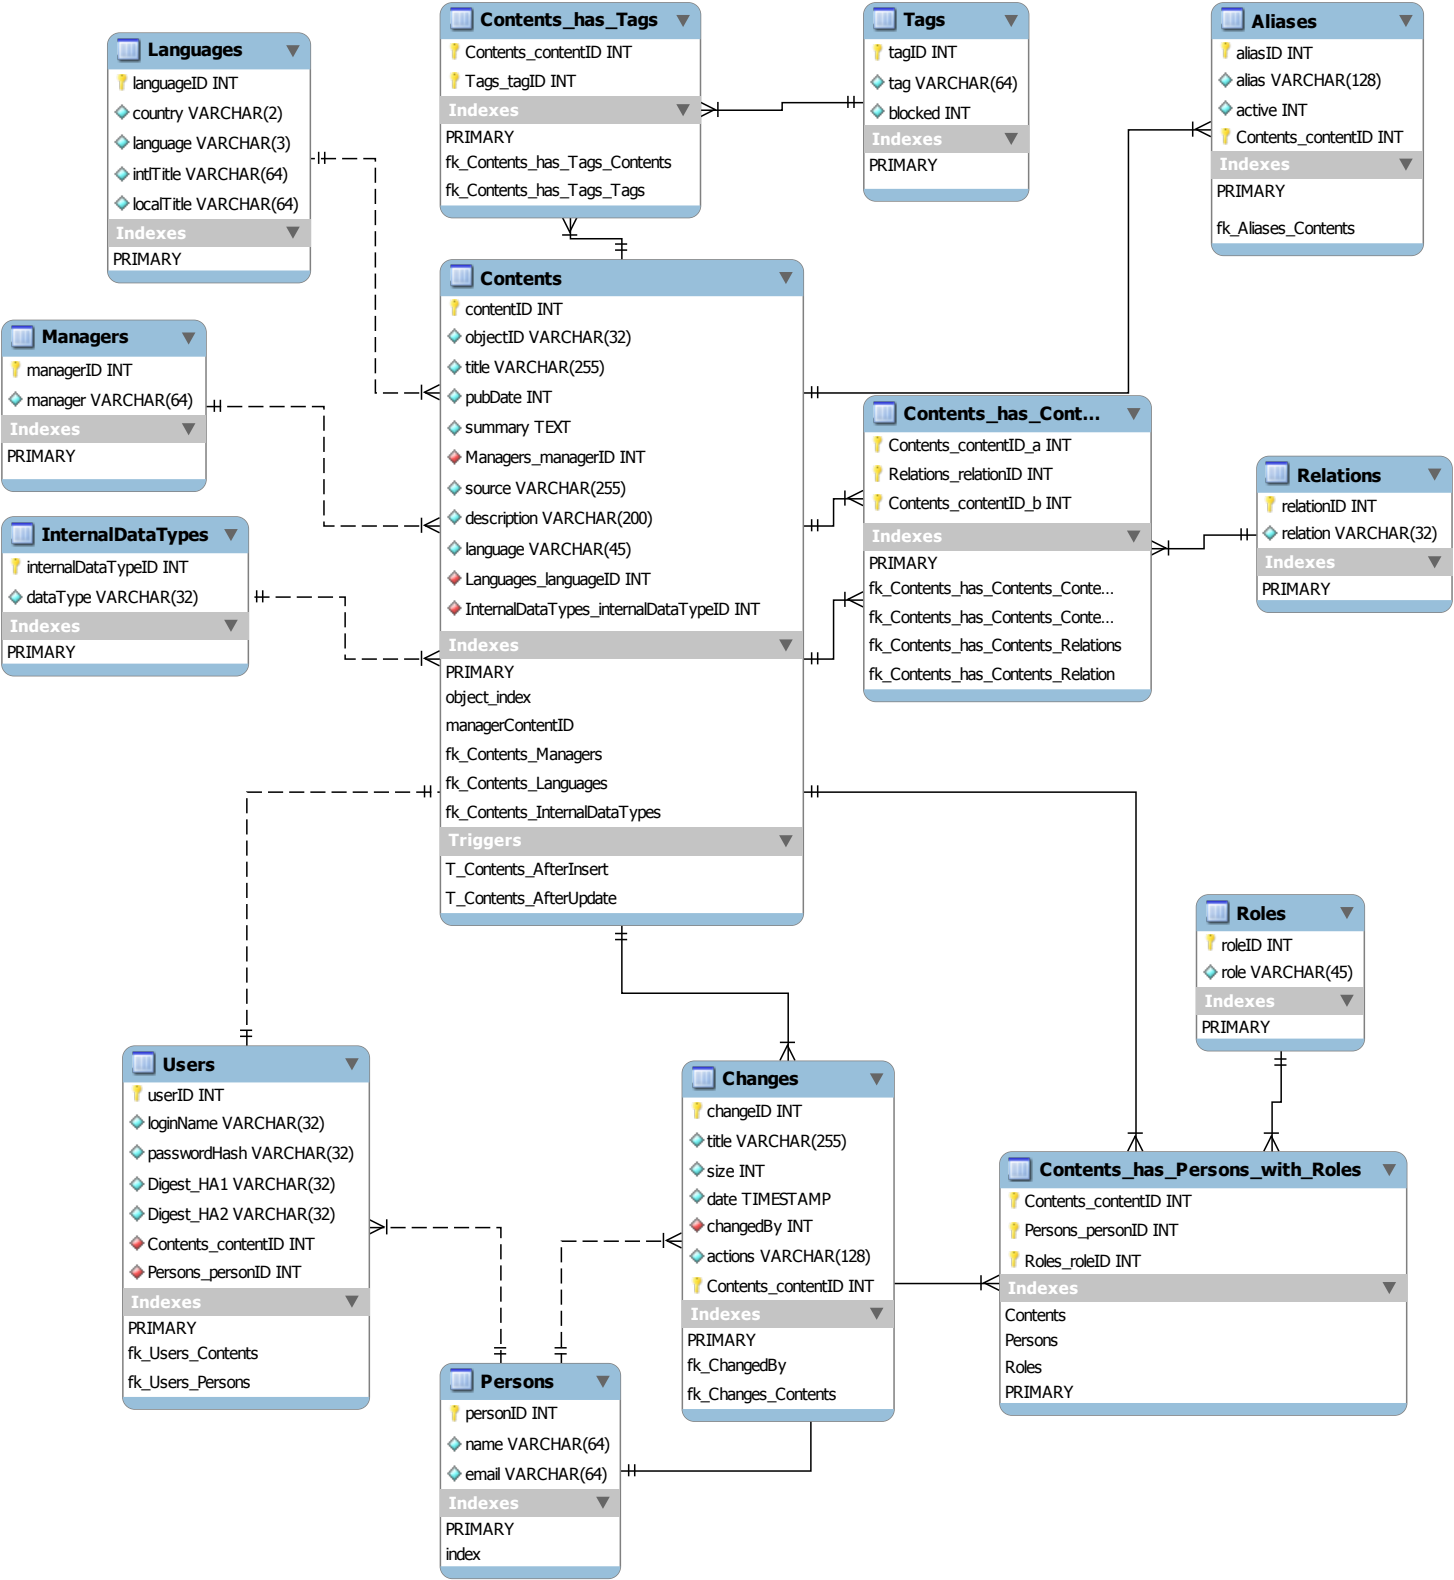 Languages
languageID INT
country VARCHAR(2)
language VARCHAR(3)
intlTitle VARCHAR(64)
localTitle VARCHAR(64)
Indexes
PRIMARY
Contents_has_Tags
Contents_contentID INT
Tags_tagID INT
Indexes
PRIMARY
fk_Contents_has_Tags_Contents
fk_Contents_has_Tags_Tags
Tags
tagID INT
tag VARCHAR(64)
blocked INT
Indexes
PRIMARY
Aliases
aliasID INT
alias VARCHAR(128)
active INT
Contents_contentID INT
Indexes
PRIMARY
fk_Aliases_Contents
Managers
managerID INT
manager VARCHAR(64)
Indexes
PRIMARY
InternalDataTypes
internalDataTypeID INT
dataType VARCHAR(32)
Indexes
PRIMARY
Contents
contentID INT
objectID VARCHAR(32)
title VARCHAR(255)
pubDate INT
summary TEXT
Managers_managerID INT
source VARCHAR(255)
description VARCHAR(200)
language VARCHAR(45)
Languages_languageID INT
InternalDataTypes_internalDataTypeID INT
Indexes
PRIMARY
object_index
managerContentID
fk_Contents_Managers
fk_Contents_Languages
fk_Contents_InternalDataTypes
Triggers
T_Contents_AfterInsert
T_Contents_AfterUpdate
Contents_has_Cont...
Contents_contentID_a INT
Relations_relationID INT
Contents_contentID_b INT
Indexes
PRIMARY
fk_Contents_has_Contents_Conte...
fk_Contents_has_Contents_Conte...
fk_Contents_has_Contents_Relations
fk_Contents_has_Contents_Relation
Relations
relationID INT
relation VARCHAR(32)
Indexes
PRIMARY
Roles
roleID INT
role VARCHAR(45)
Indexes
PRIMARY
Users
userID INT
loginName VARCHAR(32)
passwordHash VARCHAR(32)
Digest_HA1 VARCHAR(32)
Digest_HA2 VARCHAR(32)
Contents_contentID INT
Persons_personID INT
Indexes
PRIMARY
fk_Users_Contents
fk_Users_Persons
Changes
changeID INT
title VARCHAR(255)
size INT
date TIMESTAMP
changedBy INT
actions VARCHAR(128)
Contents_contentID INT
Indexes
PRIMARY
fk_ChangedBy
fk_Changes_Contents
Contents_has_Persons_with_Roles
Contents_contentID INT
Persons_personID INT
Roles_roleID INT
Indexes
Contents
Persons
Roles
PRIMARY
Persons
personID INT
name VARCHAR(64)
email VARCHAR(64)
Indexes
PRIMARY
index